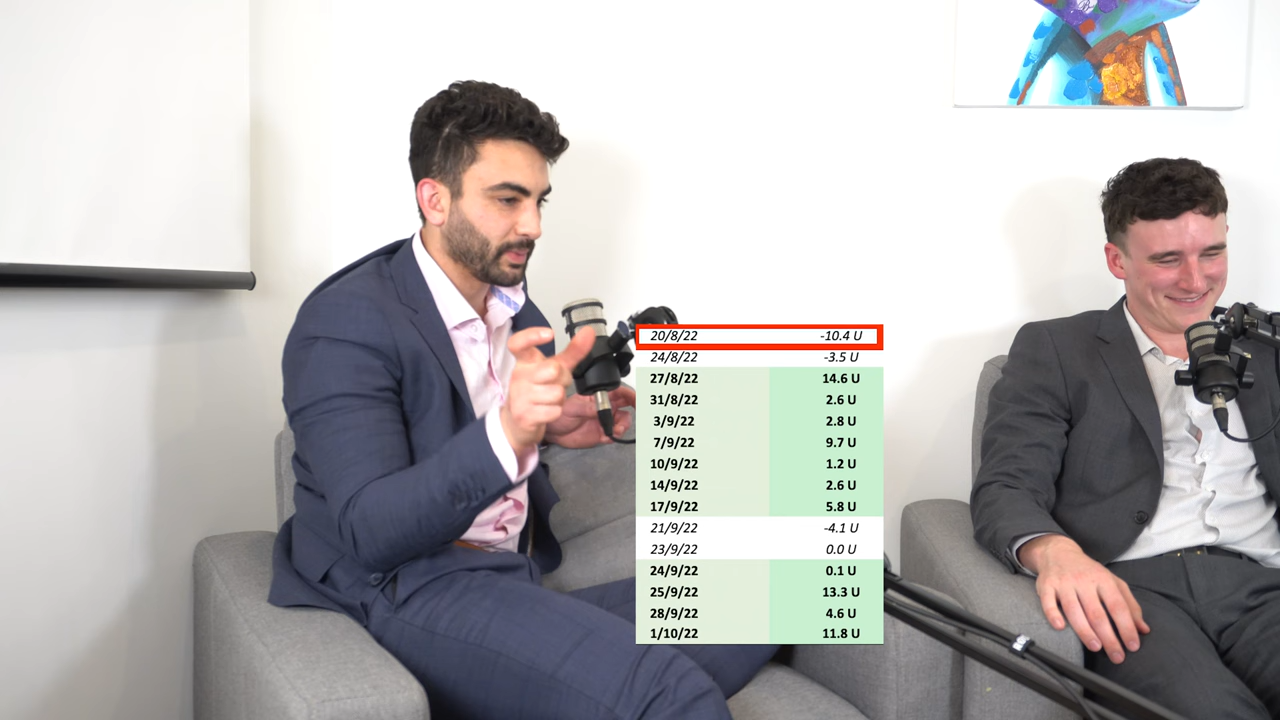 20/8/22 -10.4 U
24/8/22 -3.5 U
27/8/22 14.6 U
31/8/22 2.6 U
3/9/22 2.8 U
7/9/22 9.7 U
10/9/22 1.2 U
14/9/22 2.6 U
17/9/22 5.8 U
21/9/22 -4.1 U
23/9/22 0.0 U
24/9/22 0.1 U
25/9/22 13.3 U
28/9/22 4.6 U
1/10/22 11.8 U